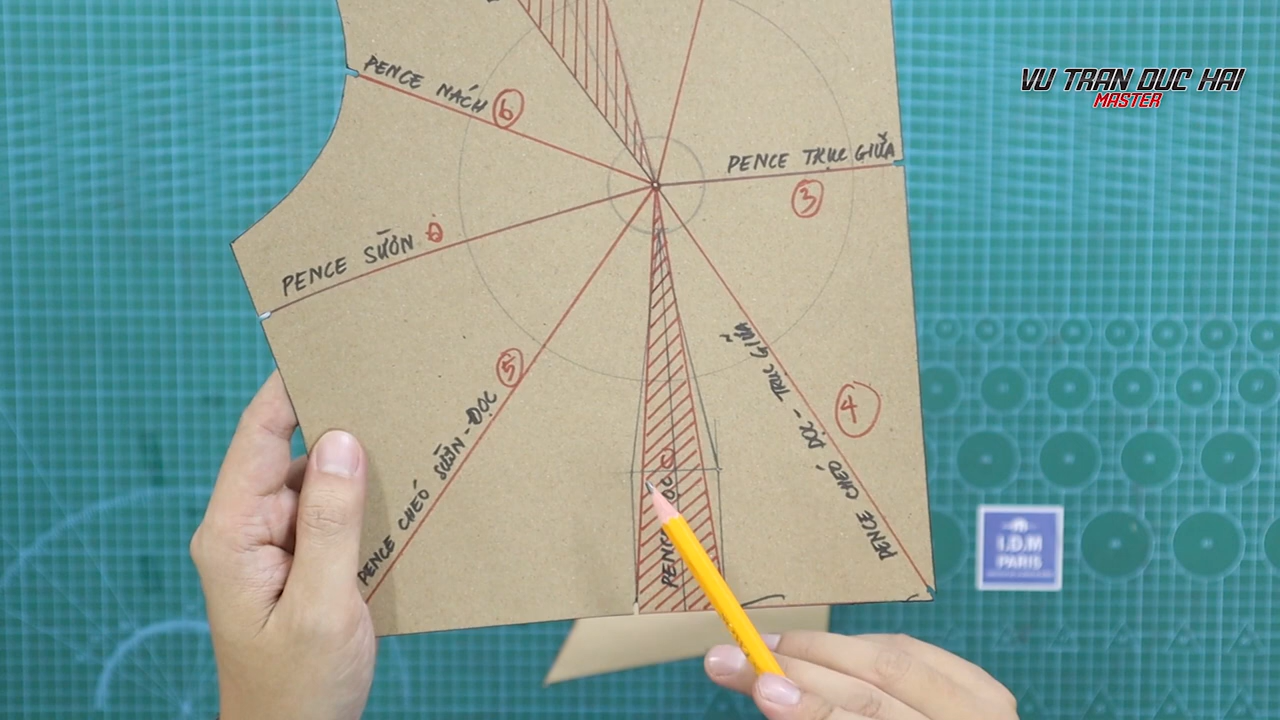 VU TRAN DUC HAI
MASTER
PENCE NÁCH 6
PENCE TRỤC GIỮA
3
PENCE SƯỜN
PENCE CHÉO SƯỜN - DỌC 5
PENCE CHÉO DỌC - TRỤC GIỮA
4
I.D.M
PARIS